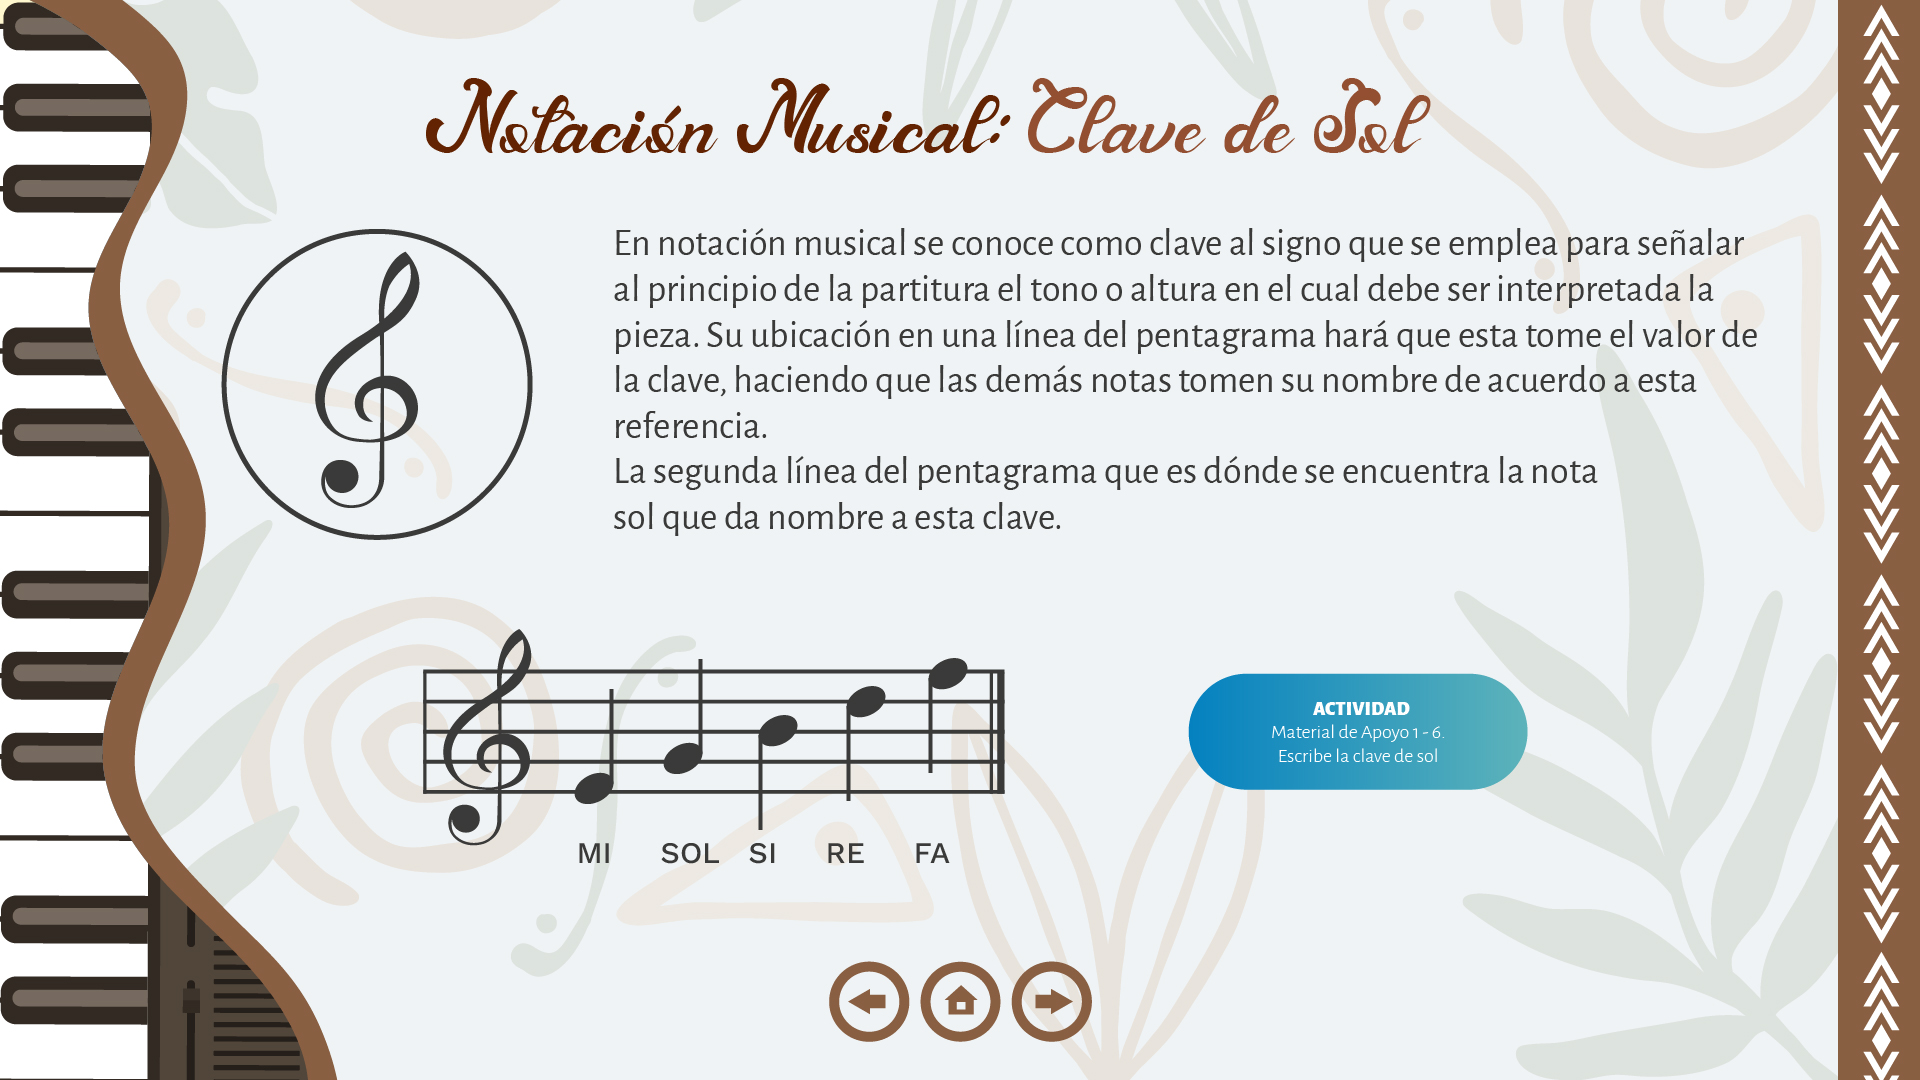 Notación Musical: Clave de Sol
En notación musical se conoce como clave al signo que se emplea para señalar
al principio de la partitura el tono o altura en el cual debe ser interpretada la
pieza. Su ubicación en una línea del pentagrama hará que esta tome el valor de
la clave, haciendo que las demás notas tomen su nombre de acuerdo a esta
referencia.
La segunda línea del pentagrama que es dónde se encuentra la nota
sol que da nombre a esta clave.
ACTIVIDAD
Material de Apoyo 1 - 6.
Escribe la clave de sol
MI SOL SI RE FA